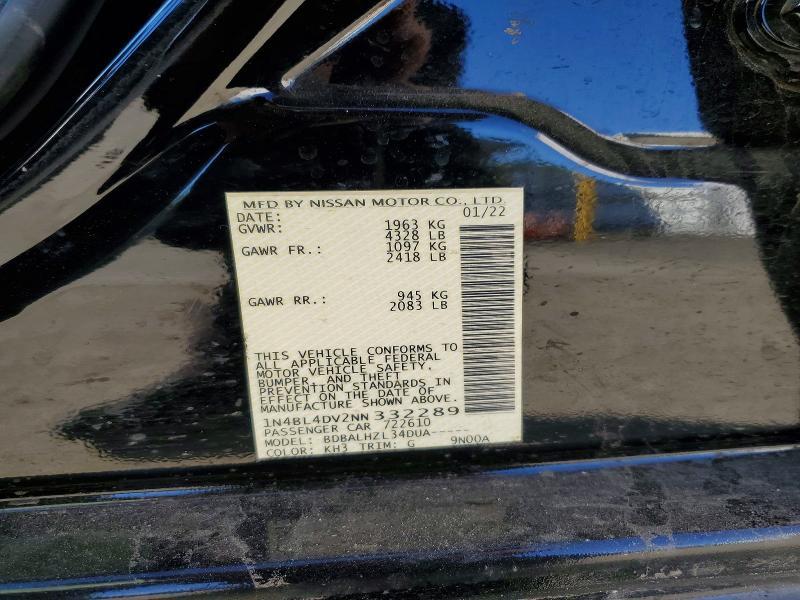 MFD BY NISSAN MOTOR CO., LTD.
DATE: 01/22
GVWR: 1963 KG
4328 LB
GAWR FR.: 1097 KG
2418 LB
GAWR RR.: 945 KG
2083 LB
THIS VEHICLE CONFORMS TO
ALL APPLICABLE FEDERAL
MOTOR VEHICLE SAFETY,
BUMPER, AND THEFT
PREVENTION STANDARDS IN
EFFECT ON THE DATE OF
MANUFACTURE SHOWN ABOVE.
1N4BL4DV2NN332289
PASSENGER CAR 722610
MODEL: BDBALHZL34DUA-----
COLOR: KH3 TRIM: G 9N00A